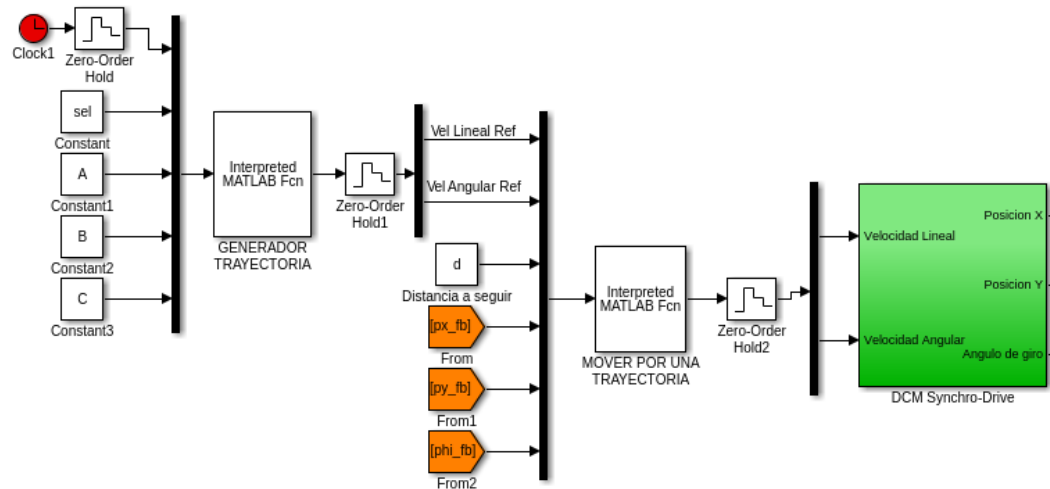 Clock1
Zero-Order
Hold
sel
Constant
A
Constant1
B
Constant2
C
Constant3
Interpreted
MATLAB Fcn
GENERADOR
TRAYECTORIA
Zero-Order
Hold1
Vel Lineal Ref
Vel Angular Ref
d
Distancia a seguir
[px_fb]
From
[py_fb]
From1
[phi_fb]
From2
Interpreted
MATLAB Fcn
MOVER POR UNA
TRAYECTORIA
Zero-Order
Hold2
Velocidad Lineal
Velocidad Angular
Posicion X
Posicion Y
Angulo de giro
DCM Synchro-Drive